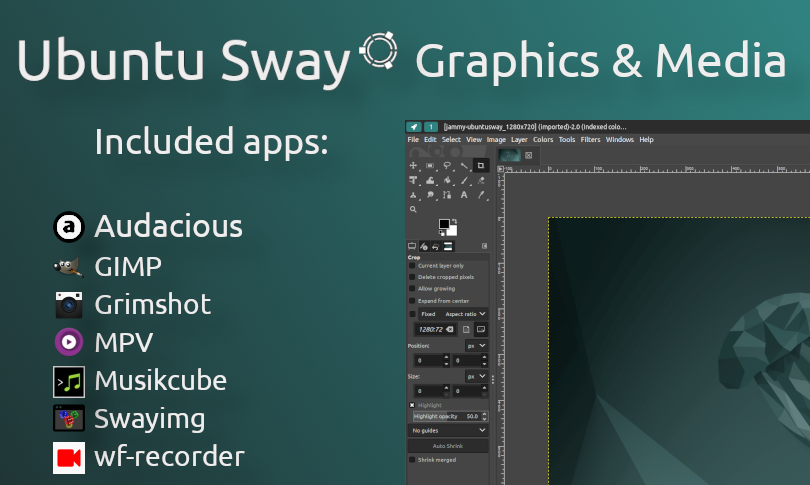 Ubuntu Sway Graphics & Media
Included apps:
Audacious
GIMP
Grimshot
MPV
Musikcube
Swayimg
wf-recorder
1 [jammy-ubuntusway_1280x720] (imported)-2.0 (indexed colo...
File Edit Select View Image Layer Colors Tools Filters Windows Help
Crop
Current layer only
Delete cropped pixels
Allow growing
Expand from center
Fixed Aspect ratio
1280:72
Position: px
0 0
Size: px
0 0
Highlight
Highlight opacity 50.0
No guides
Auto Shrink
Shrink merged